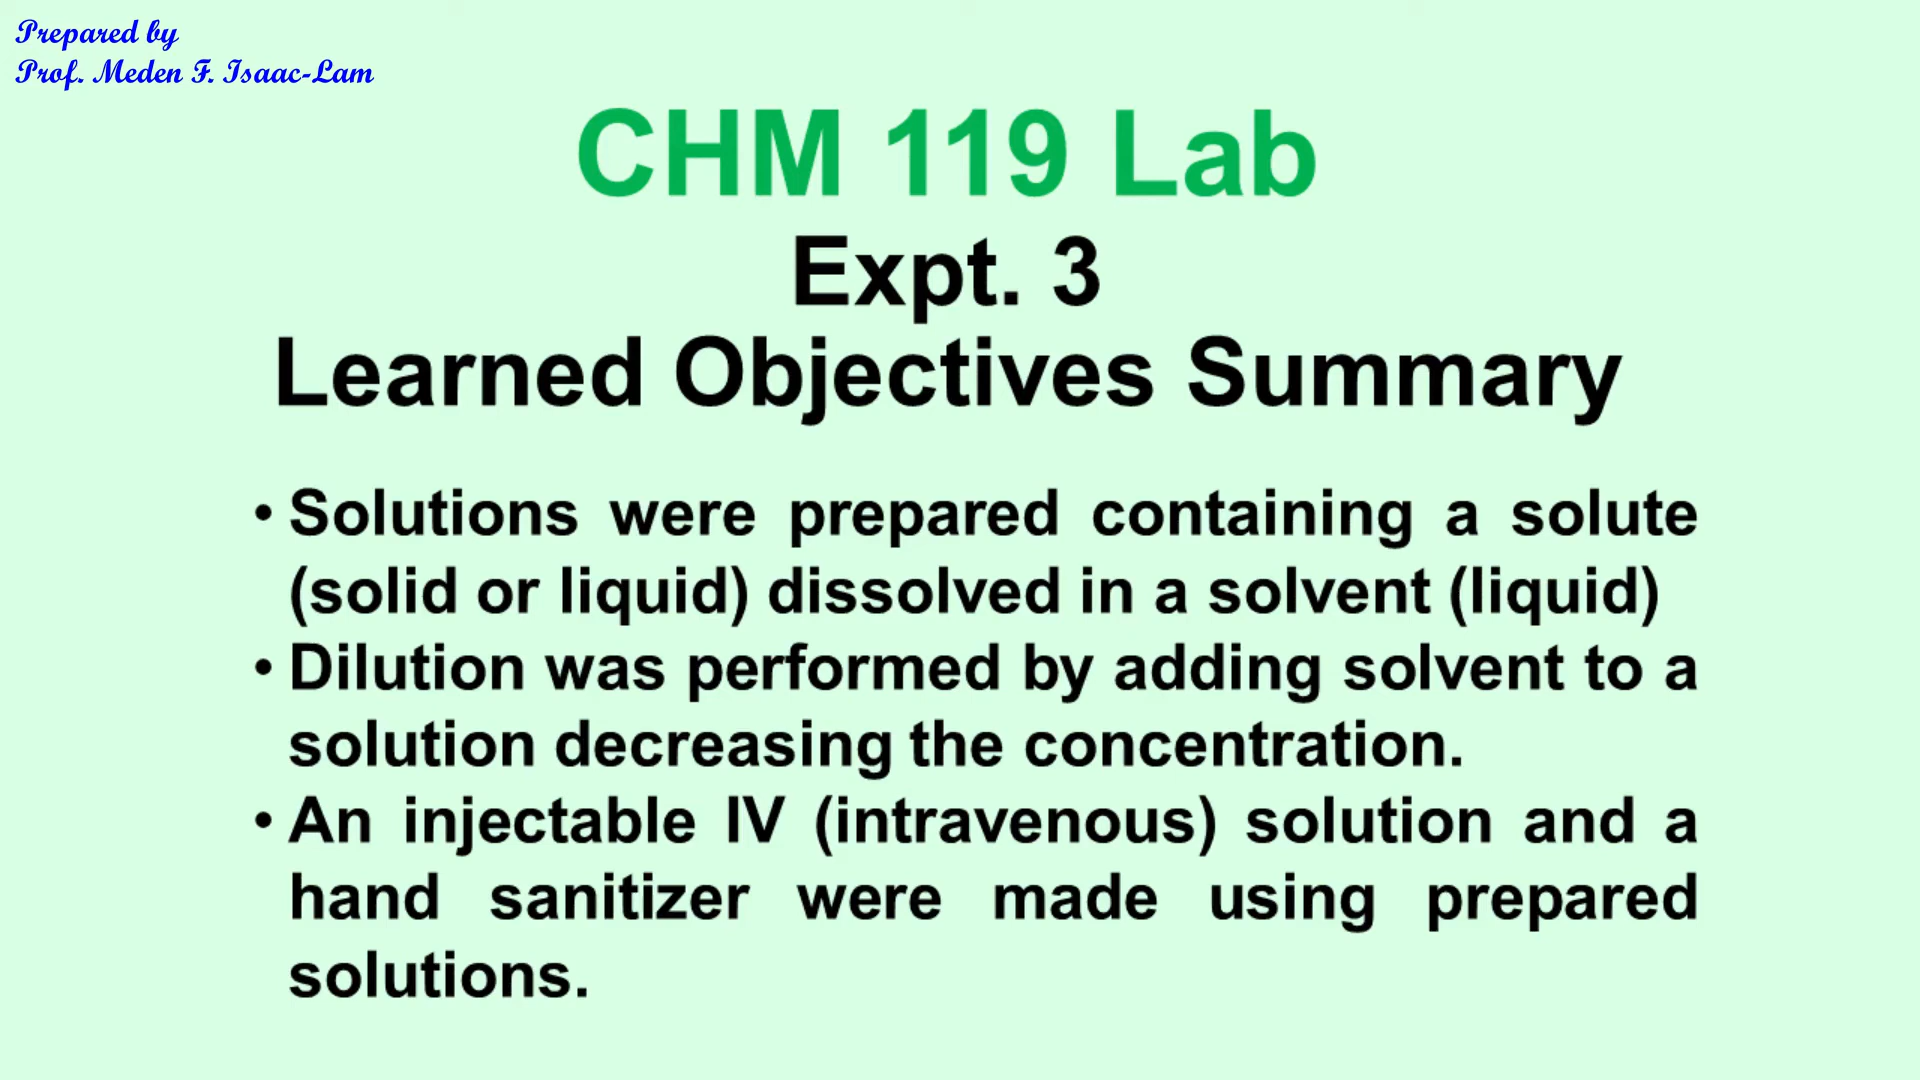 Prepared by
Prof. Meden F. Isaac-Lam
CHM 119 Lab
Expt. 3
Learned Objectives Summary
• Solutions were prepared containing a solute
(solid or liquid) dissolved in a solvent (liquid)
• Dilution was performed by adding solvent to a
solution decreasing the concentration.
• An injectable IV (intravenous) solution and a
hand sanitizer were made using prepared
solutions.